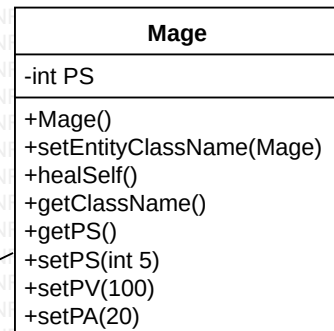 Mage
-int PS
+Mage()
+setEntityClassName(Mage)
+healSelf()
+getClassName()
+getPS()
+setPS(int 5)
+setPV(100)
+setPA(20)